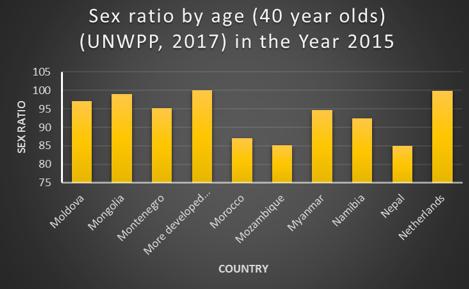 Sex ratio by age (40 year olds)
(UNWPP, 2017) in the Year 2015
105
100
95
90
85
80
75
SEX RATIO
Moldova
Mongolia
Montenegro
More developed...
Morocco
Mozambique
Myanmar
Namibia
Nepal
Netherlands
COUNTRY